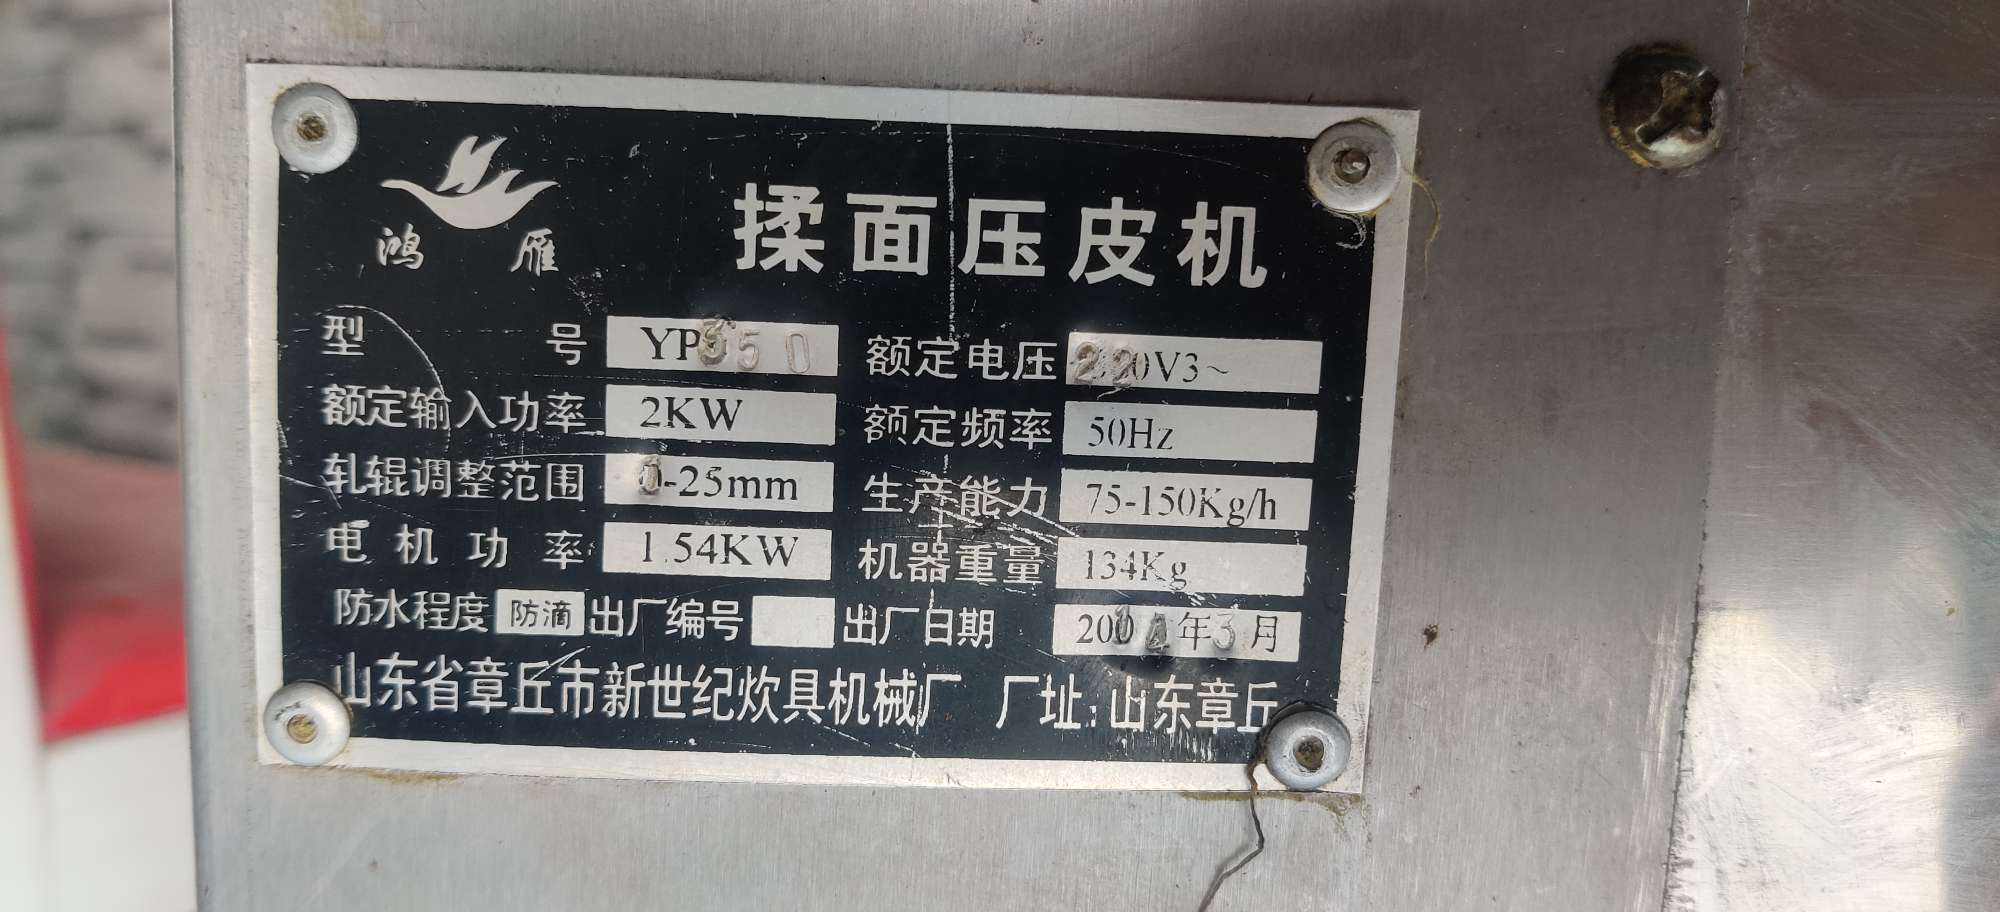 鸿雁
揉面压皮机
型号 YP350 额定电压 220V3~
额定输入功率 2KW 额定频率 50Hz
轧辊调整范围 0-25mm 生产能力 75-150Kg/h
电机功率 1.54KW 机器重量 134Kg
防水程度 防滴 出厂编号 出厂日期 年3月
山东省章丘市新世纪炊具机械厂 厂址:山东章丘